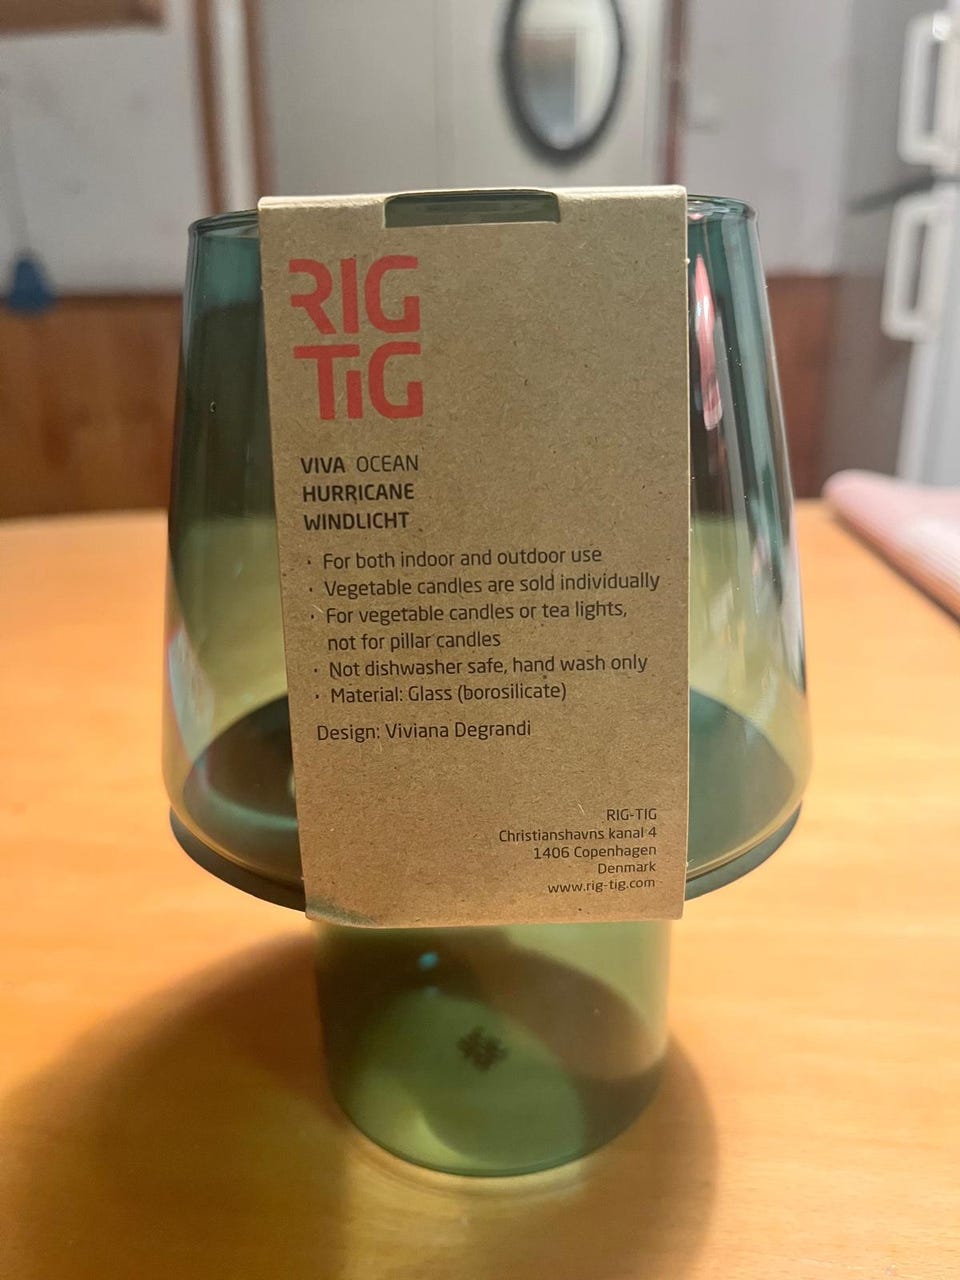 RIG
TIG
VIVA OCEAN
HURRICANE
WINDLICHT
· For both indoor and outdoor use
· Vegetable candles are sold individually
· For vegetable candles or tea lights,
not for pillar candles
· Not dishwasher safe, hand wash only
· Material: Glass (borosilicate)
Design: Viviana Degrandi
RIG-TIG
Christianshavns kanal 4
1406 Copenhagen
Denmark
www.rig-tig.com